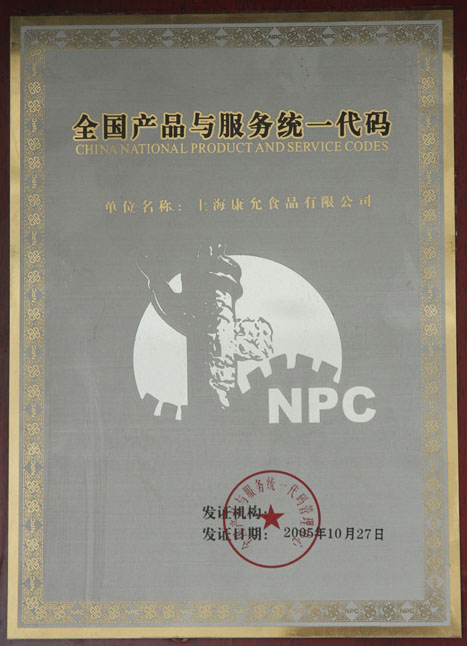 全国产品与服务统一代码
CHINA NATIONAL PRODUCT AND SERVICE CODES
单位名称：上海康允食品有限公司
NPC
发证机构：
发证日期： 2005年10月27日